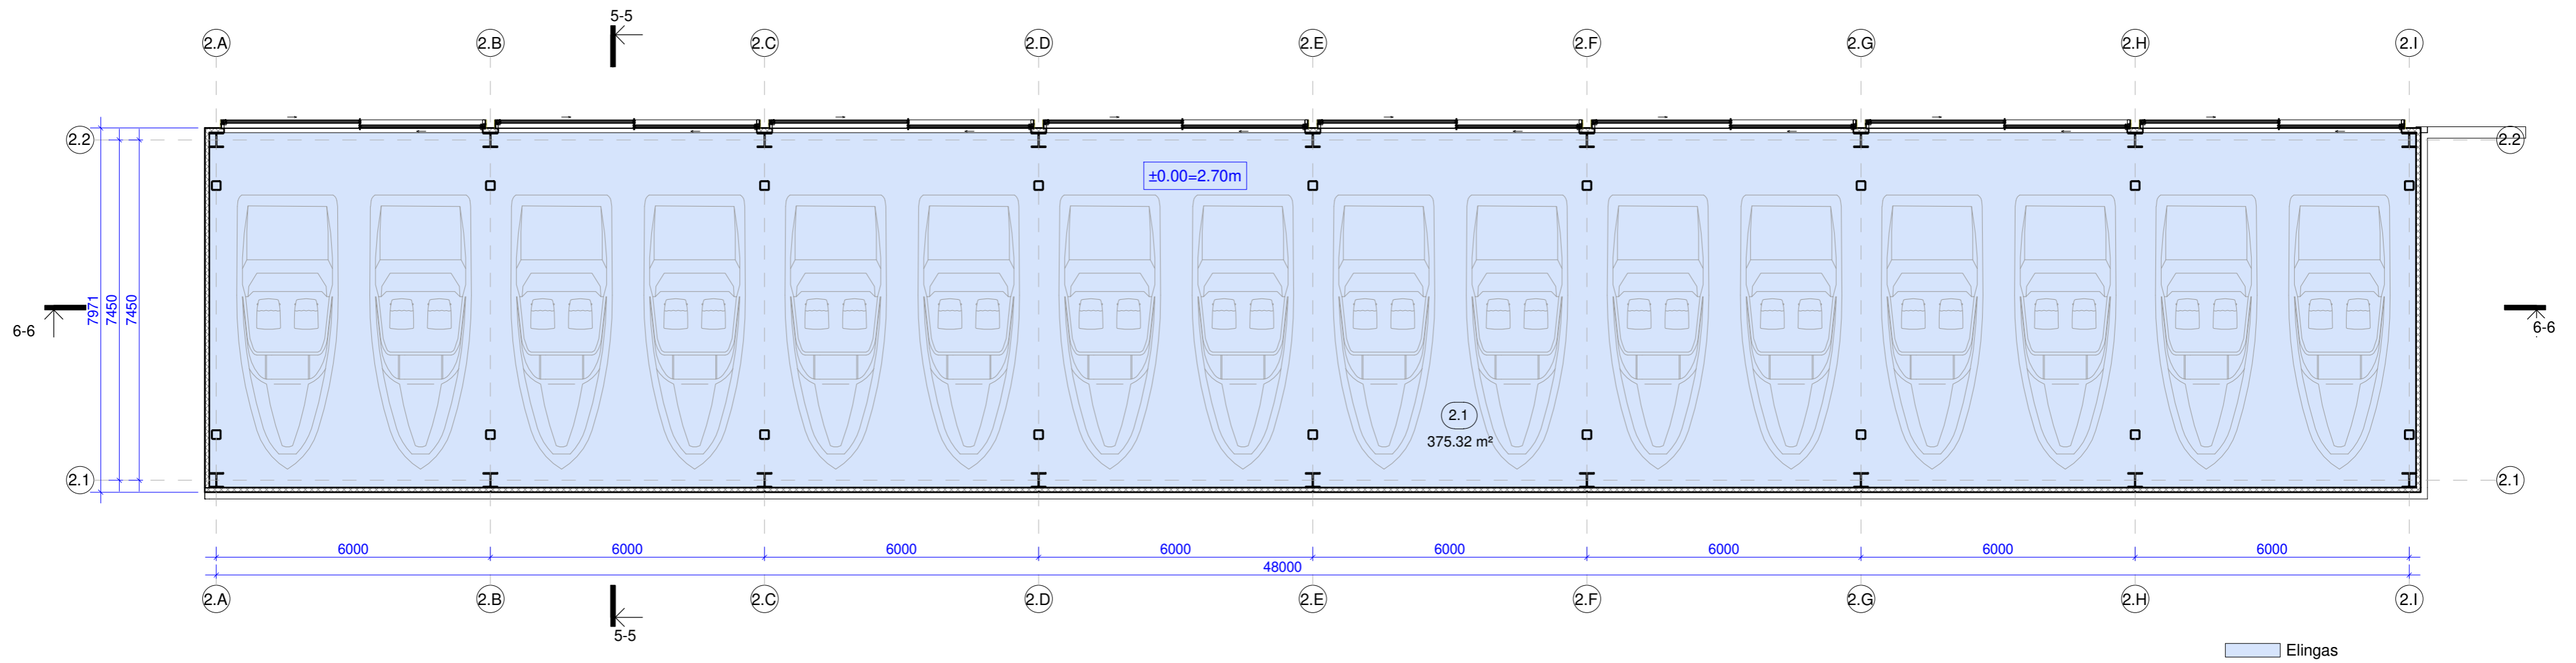 5-5
2.A 2.B 2.C 2.D 2.E 2.F 2.G 2.H 2.I
2.2 2.2
±0.00=2.70m
7971 7450 7450
6-6 6-6
2.1
375.32 m²
2.1 2.1
6000 6000 6000 6000 6000 6000 6000 6000
48000
2.A 2.B 2.C 2.D 2.E 2.F 2.G 2.H 2.I
5-5
Elingas